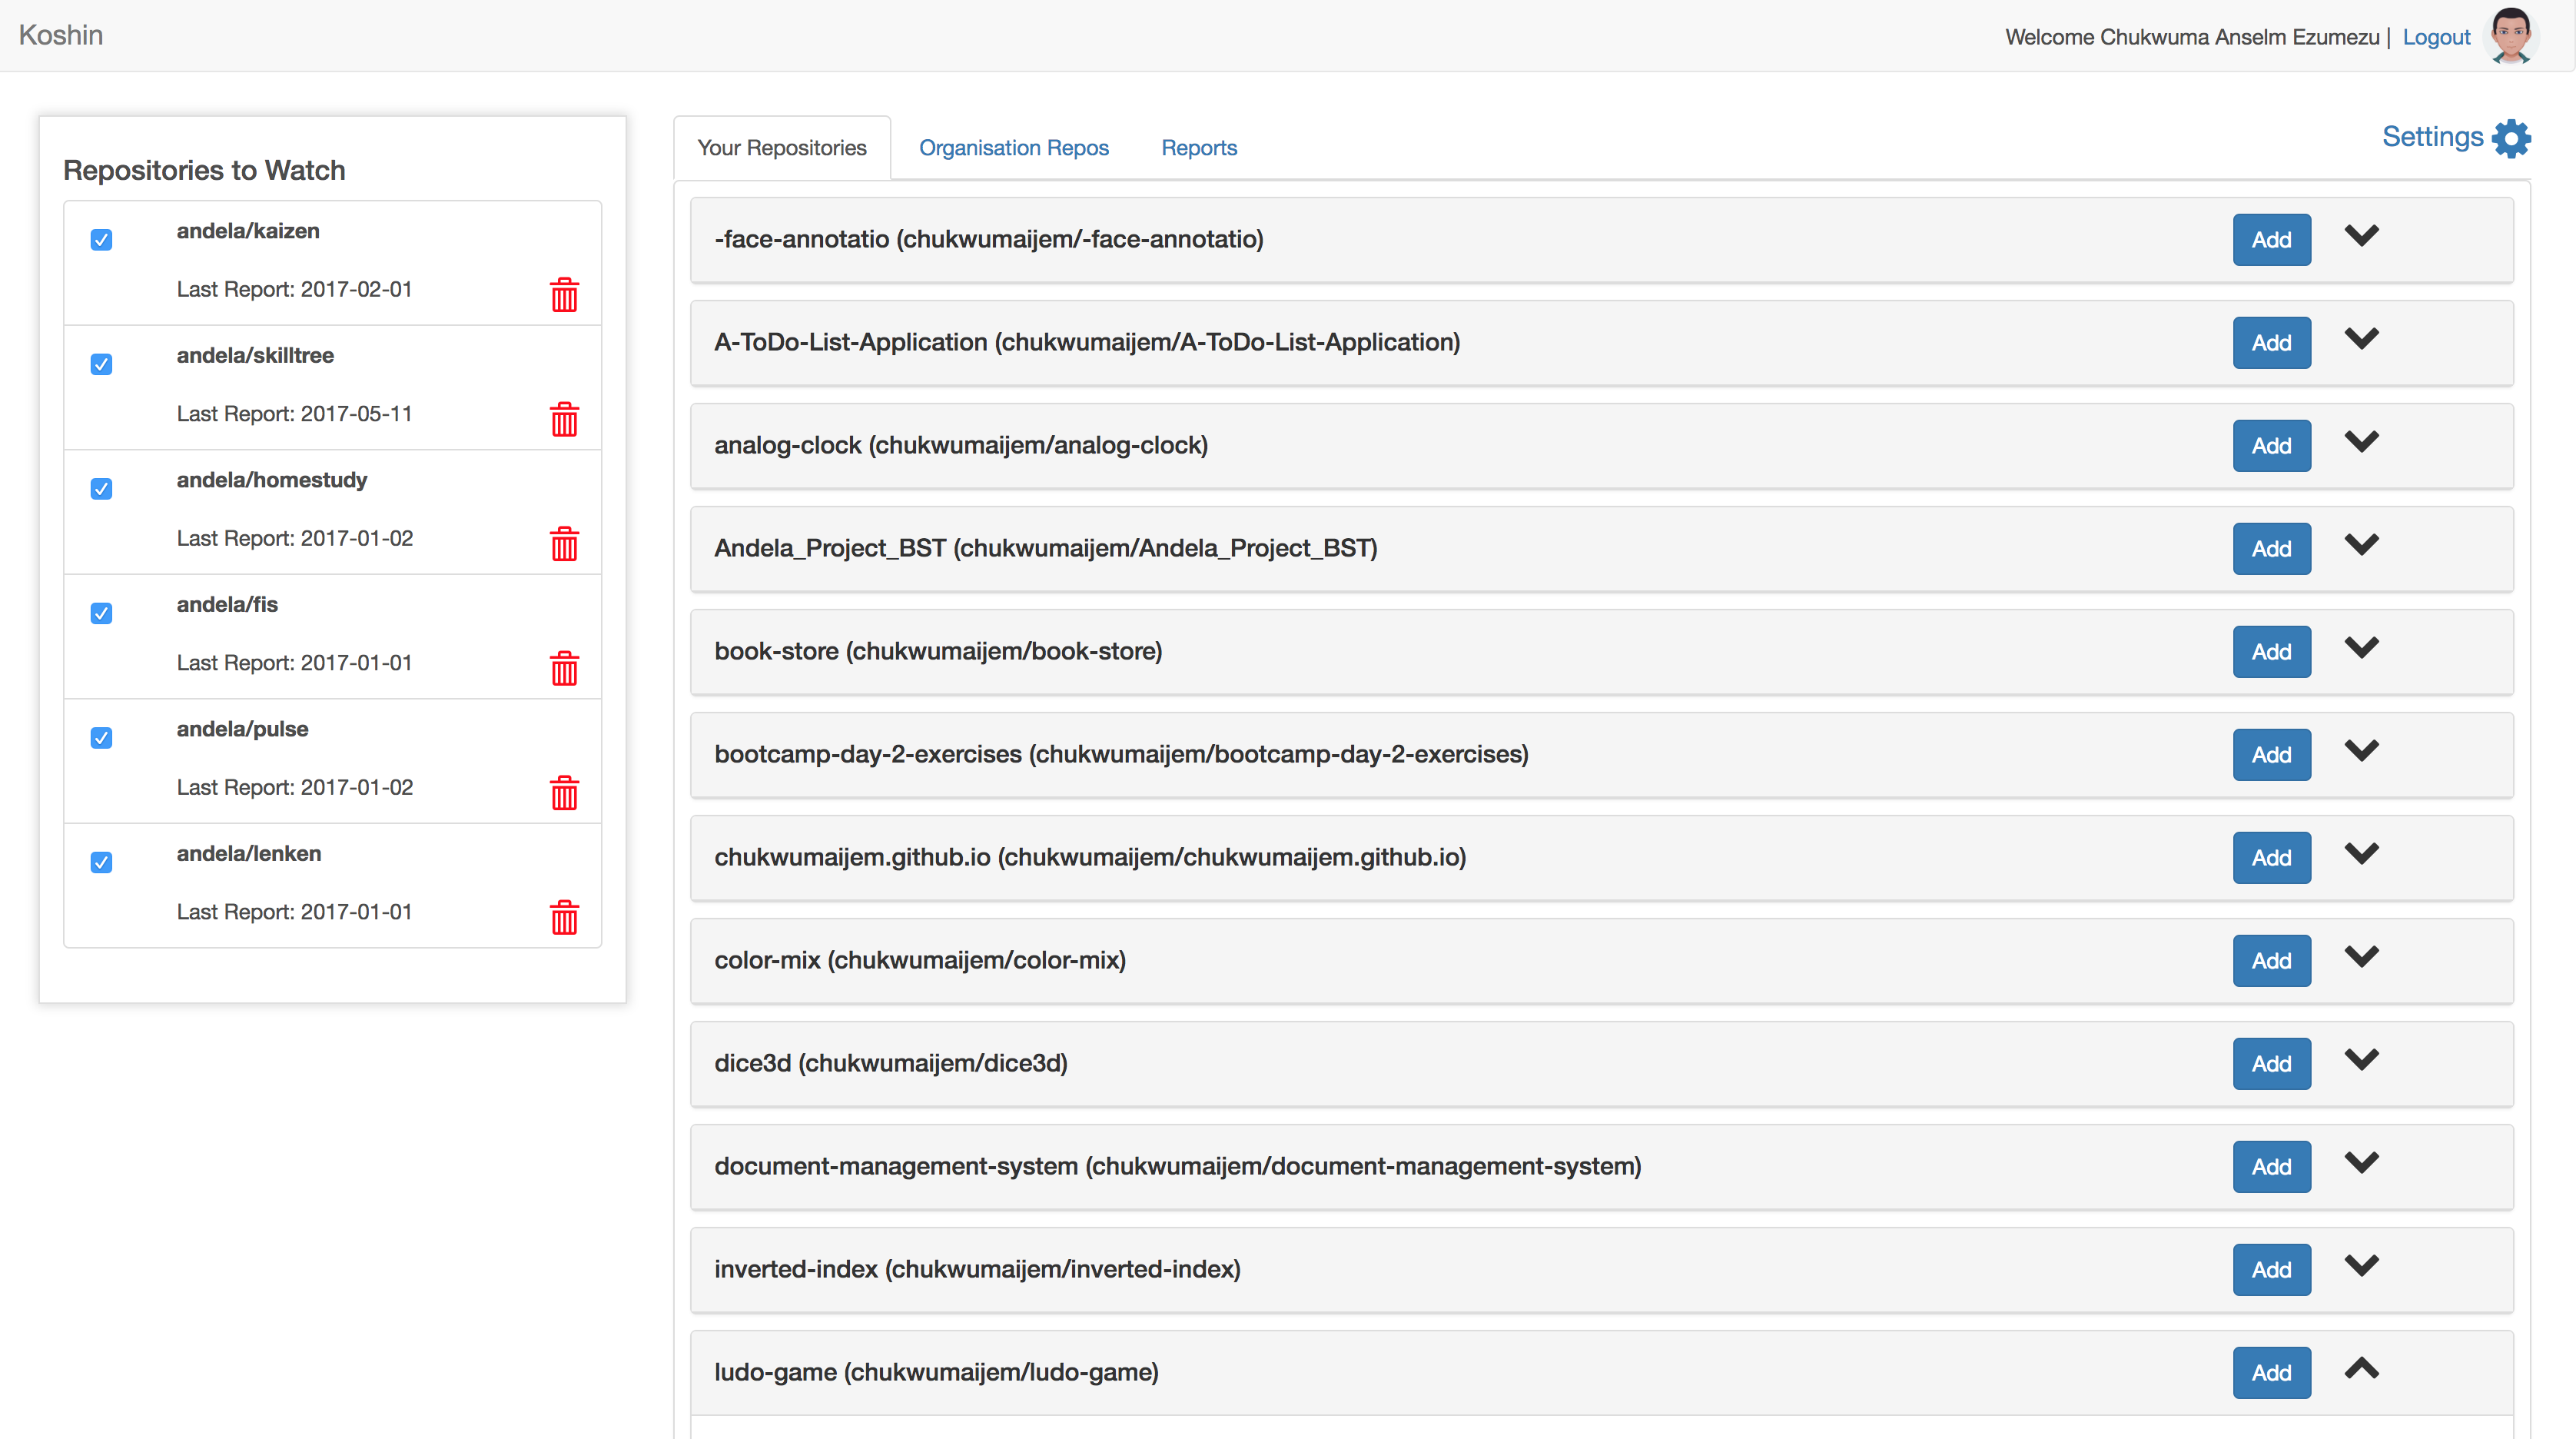 Koshin
Welcome Chukwuma Anselm Ezumezu | Logout
Repositories to Watch
andela/kaizen
Last Report: 2017-02-01
andela/skilltree
Last Report: 2017-05-11
andela/homestudy
Last Report: 2017-01-02
andela/fis
Last Report: 2017-01-01
andela/pulse
Last Report: 2017-01-02
andela/lenken
Last Report: 2017-01-01
Your Repositories Organisation Repos Reports Settings
-face-annotatio (chukwumaijem/-face-annotatio) Add
A-ToDo-List-Application (chukwumaijem/A-ToDo-List-Application) Add
analog-clock (chukwumaijem/analog-clock) Add
Andela_Project_BST (chukwumaijem/Andela_Project_BST) Add
book-store (chukwumaijem/book-store) Add
bootcamp-day-2-exercises (chukwumaijem/bootcamp-day-2-exercises) Add
chukwumaijem.github.io (chukwumaijem/chukwumaijem.github.io) Add
color-mix (chukwumaijem/color-mix) Add
dice3d (chukwumaijem/dice3d) Add
document-management-system (chukwumaijem/document-management-system) Add
inverted-index (chukwumaijem/inverted-index) Add
ludo-game (chukwumaijem/ludo-game) Add